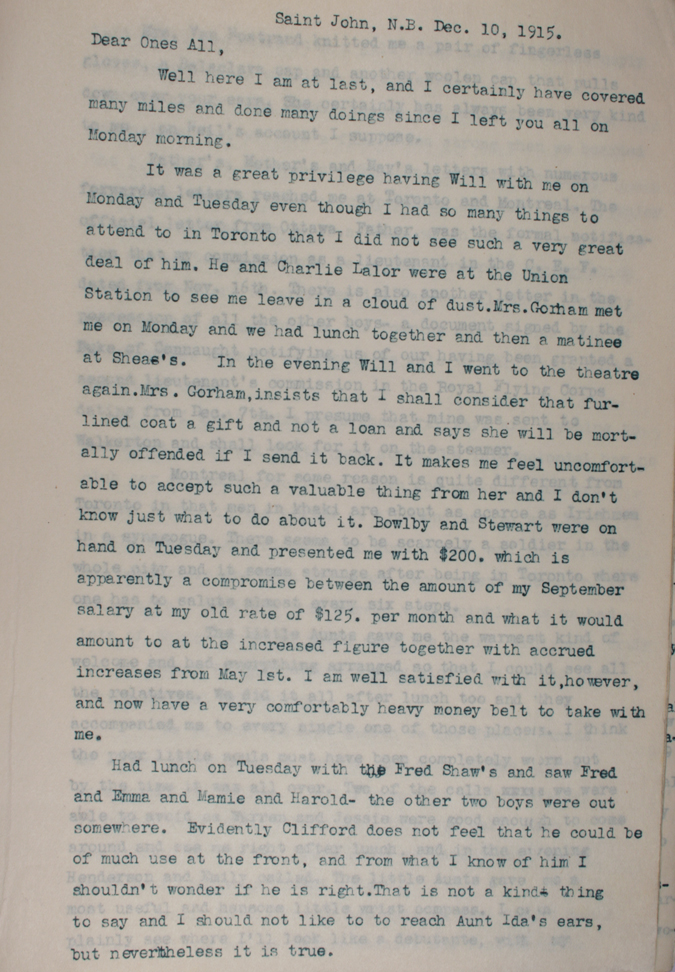 Saint John, N.B. Dec. 10, 1915.
Dear Ones All,
Well here I am at last, and I certainly have covered
many miles and done many doings since I left you all on
Monday morning.
It was a great privilege having Will with me on
Monday and Tuesday even though I had so many things to
attend to in Toronto that I did not see such a very great
deal of him. He and Charlie Lalor were at the Union
Station to see me leave in a cloud of dust.Mrs.Gorham met
me on Monday and we had lunch together and then a matinee
at Sheas's. In the evening Will and I went to the theatre
again.Mrs. Gorham,insists that I shall consider that fur-
lined coat a gift and not a loan and says she will be mort-
ally offended if I send it back. It makes me feel uncomfort-
able to accept such a valuable thing from her and I don't
know just what to do about it. Bowlby and Stewart were on
hand on Tuesday and presented me with $200. which is
apparently a compromise between the amount of my September
salary at my old rate of $125. per month and what it would
amount to at the increased figure together with accrued
increases from May 1st. I am well satisfied with it,however,
and now have a very comfortably heavy money belt to take with
me.
Had lunch on Tuesday with the Fred Shaw's and saw Fred
and Emma and Mamie and Harold- the other two boys were out
somewhere. Evidently Clifford does not feel that he could be
of much use at the front, and from what I know of him I
shouldn't wonder if he is right.That is not a kind thing
to say and I should not like to to reach Aunt Ida's ears,
but nevertheless it is true.